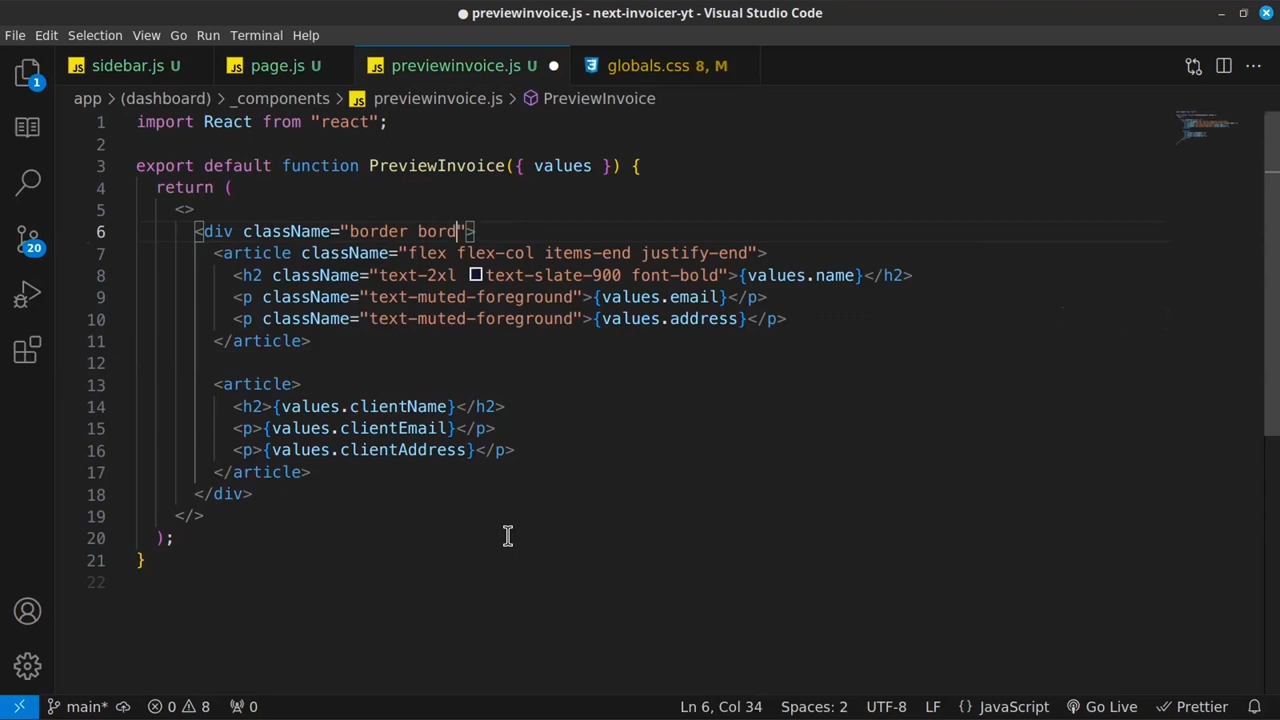 previewinvoice.js - next-invoicer-yt - Visual Studio Code
File Edit Selection View Go Run Terminal Help
JS sidebar.js U JS page.js U JS previewinvoice.js U globals.css 8, M
app > (dashboard) > _components > JS previewinvoice.js > PreviewInvoice
1 import React from "react";
2
3 export default function PreviewInvoice({ values }) {
4 return (
5 <>
6 <div className="border bord">
7 <article className="flex flex-col items-end justify-end">
8 <h2 className="text-2xl text-slate-900 font-bold">{values.name}</h2>
9 <p className="text-muted-foreground">{values.email}</p>
10 <p className="text-muted-foreground">{values.address}</p>
11 </article>
12
13 <article>
14 <h2>{values.clientName}</h2>
15 <p>{values.clientEmail}</p>
16 <p>{values.clientAddress}</p>
17 </article>
18 </div>
19 </>
20 );
21 }
22
1
20
main* 0 8 0 Ln 6, Col 34 Spaces: 2 UTF-8 LF {} JavaScript Go Live Prettier